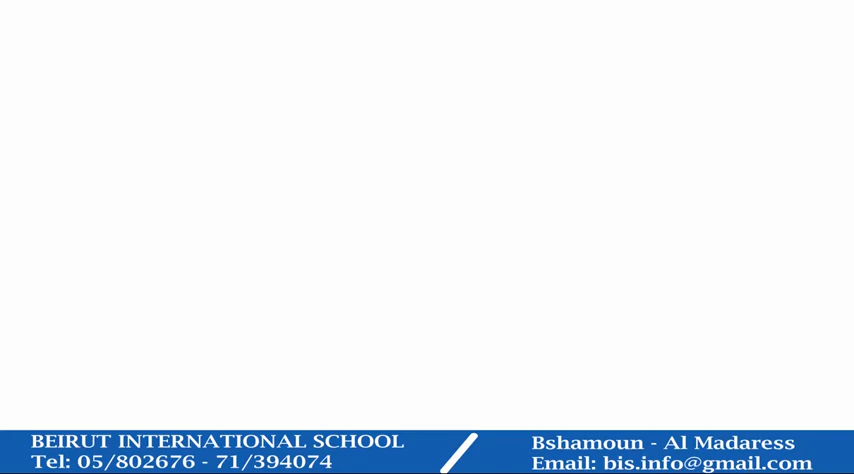 BEIRUT INTERNATIONAL SCHOOL
Tel: 05/802676 - 71/394074
Bshamoun - Al Madaress
Email: bis.info@gmail.com